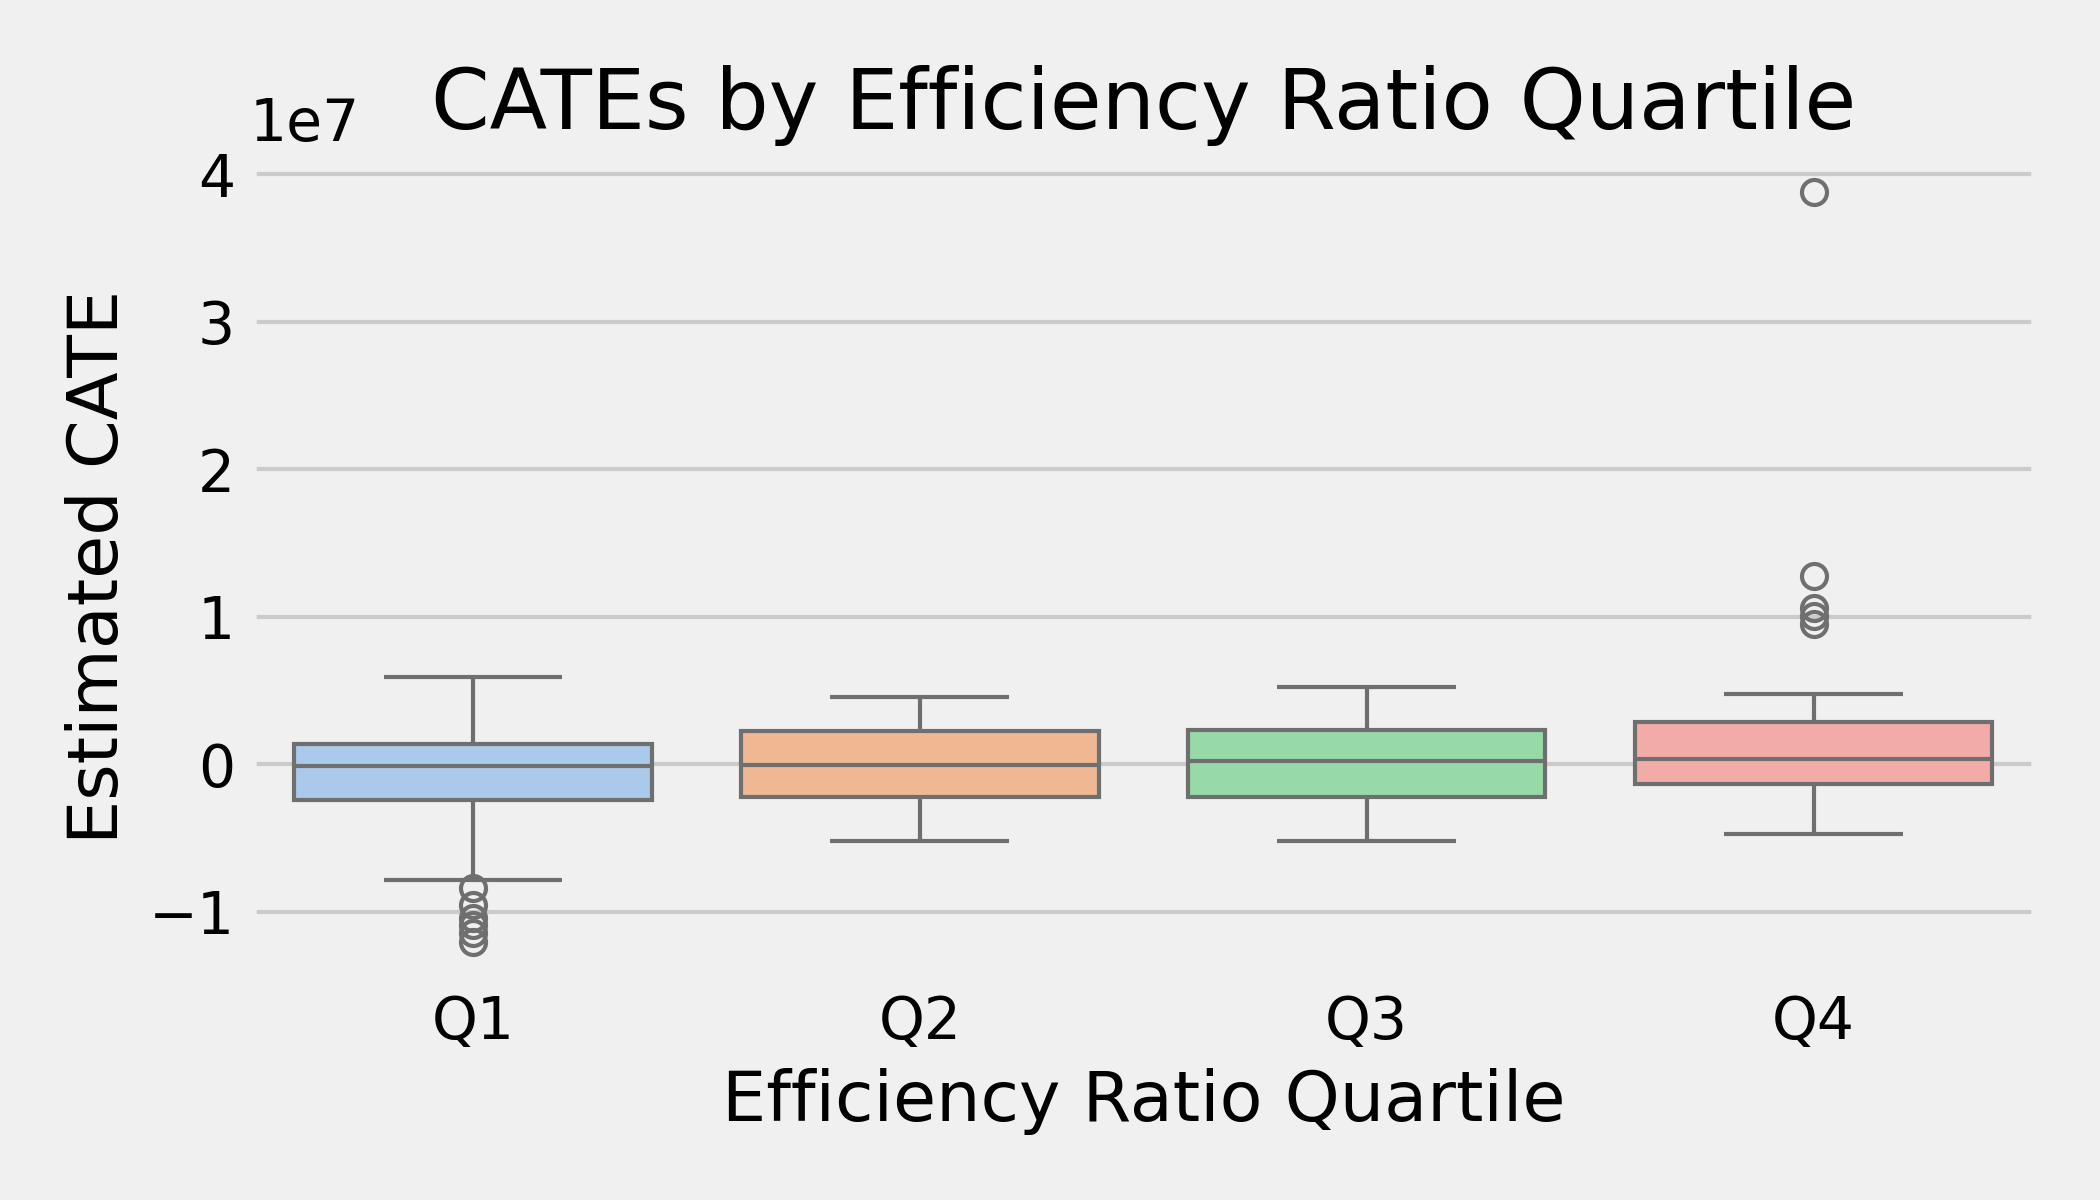 CATEs by Efficiency Ratio Quartile
1e7
4
3
2
1
0
−1
Estimated CATE
Q1 Q2 Q3 Q4
Efficiency Ratio Quartile